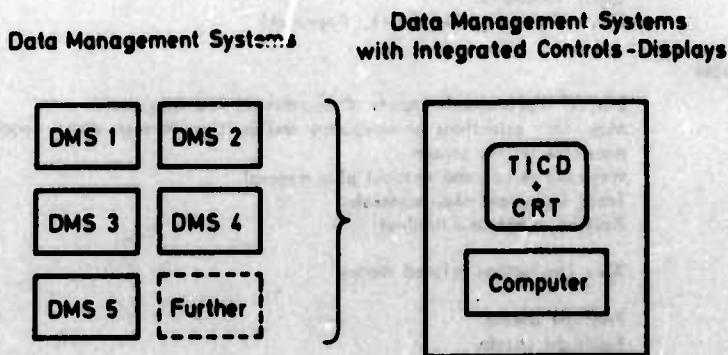 Data Management Systems
Data Management Systems
with Integrated Controls-Displays
DMS 1
DMS 2
DMS 3
DMS 4
DMS 5
Further
TICD
+
CRT
Computer